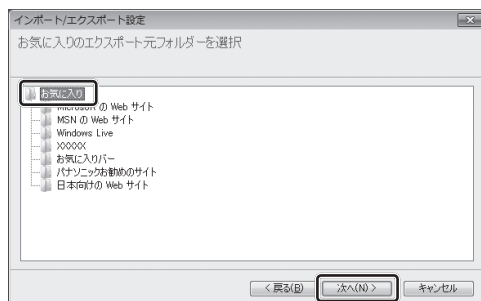 インポート/エクスポート設定
お気に入りのエクスポート元フォルダーを選択
お気に入り
Microsoft の Web サイト
MSN の Web サイト
Windows Live
XXXXX
お気に入りバー
パナソニックお勧めのサイト
日本向けの Web サイト
< 戻る(B) 次へ(N) > キャンセル